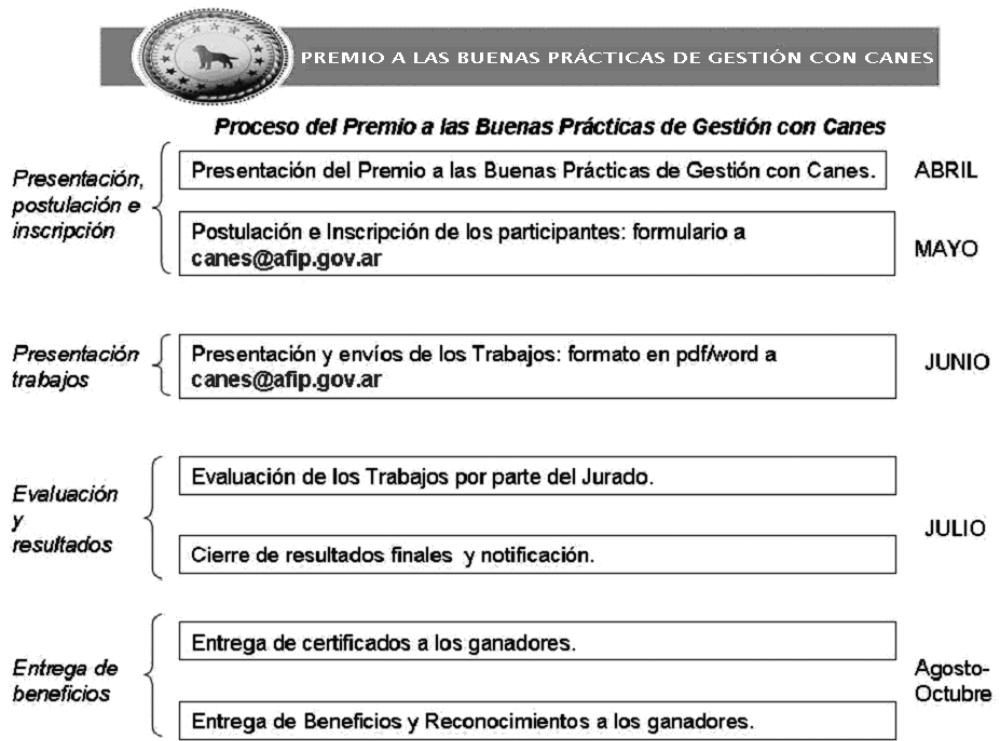 PREMIO A LAS BUENAS PRÁCTICAS DE GESTIÓN CON CANES
Proceso del Premio a las Buenas Prácticas de Gestión con Canes
Presentación,
postulación e
inscripción
Presentación del Premio a las Buenas Prácticas de Gestión con Canes.
ABRIL
Postulación e Inscripción de los participantes: formulario a
canes@afip.gov.ar
MAYO
Presentación
trabajos
Presentación y envíos de los Trabajos: formato en pdf/word a
canes@afip.gov.ar
JUNIO
Evaluación
y
resultados
Evaluación de los Trabajos por parte del Jurado.
Cierre de resultados finales y notificación.
JULIO
Entrega de
beneficios
Entrega de certificados a los ganadores.
Entrega de Beneficios y Reconocimientos a los ganadores.
Agosto-
Octubre